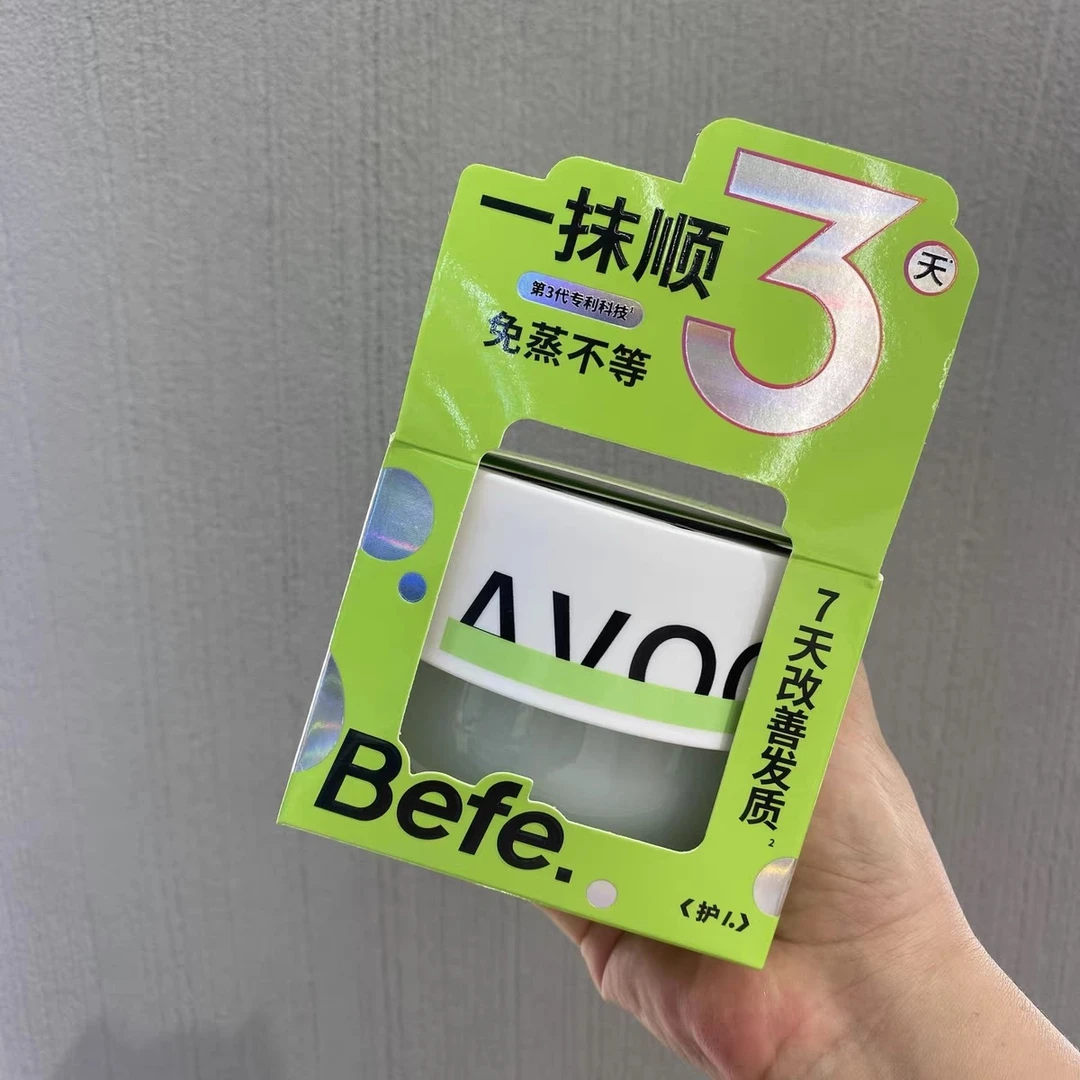 一抹顺3天*
第3代专利科技¹
免蒸不等
AVOC
7天改善发质²
Befe.
《护I.》